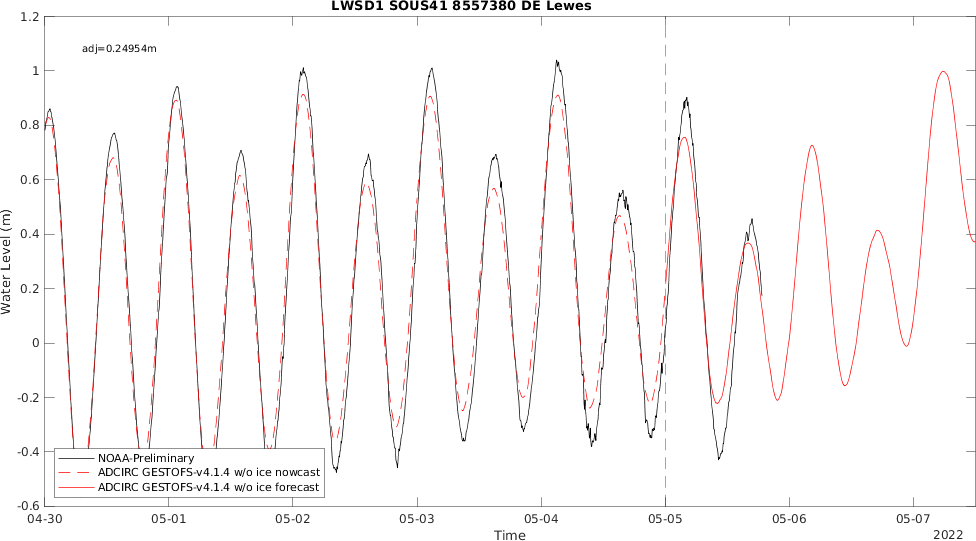 LWSD1 SOUS41 8557380 DE Lewes
adj=0.24954m
Water Level (m)
1.2
1
0.8
0.6
0.4
0.2
0
-0.2
-0.4
-0.6
NOAA-Preliminary
ADCIRC GESTOFS-v4.1.4 w/o ice nowcast
ADCIRC GESTOFS-v4.1.4 w/o ice forecast
04-30 05-01 05-02 05-03 05-04 05-05 05-06 05-07
Time
2022